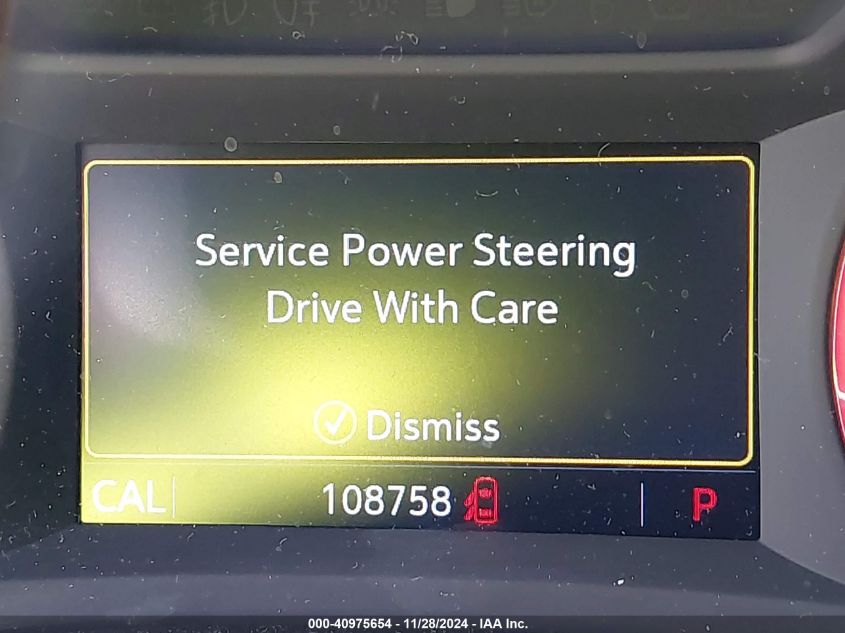 Service Power Steering
Drive With Care
Dismiss
CAL 108758 P
000-40975654 - 11/28/2024 - IAA Inc.